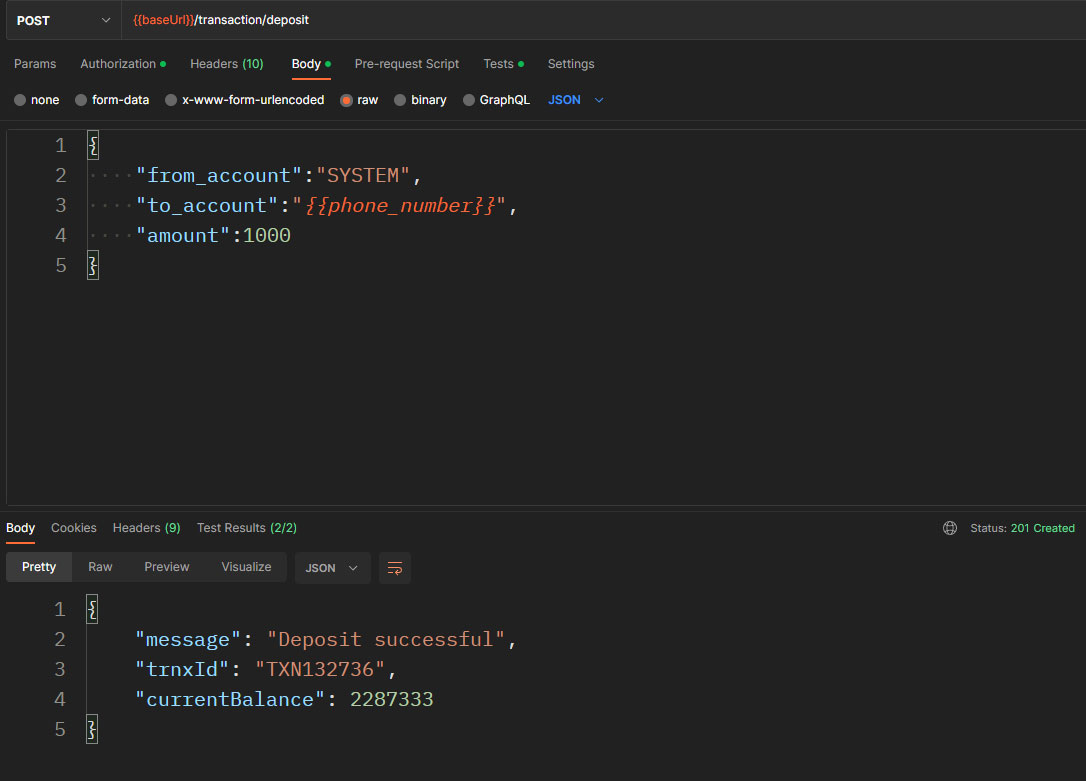 POST {{baseUrl}}/transaction/deposit
Params Authorization Headers (10) Body Pre-request Script Tests Settings
none form-data x-www-form-urlencoded raw binary GraphQL JSON
1 {
2 "from_account":"SYSTEM",
3 "to_account":"{{phone_number}}",
4 "amount":1000
5 }
Body Cookies Headers (9) Test Results (2/2) Status: 201 Created
Pretty Raw Preview Visualize JSON
1 {
2 "message": "Deposit successful",
3 "trnxId": "TXN132736",
4 "currentBalance": 2287333
5 }